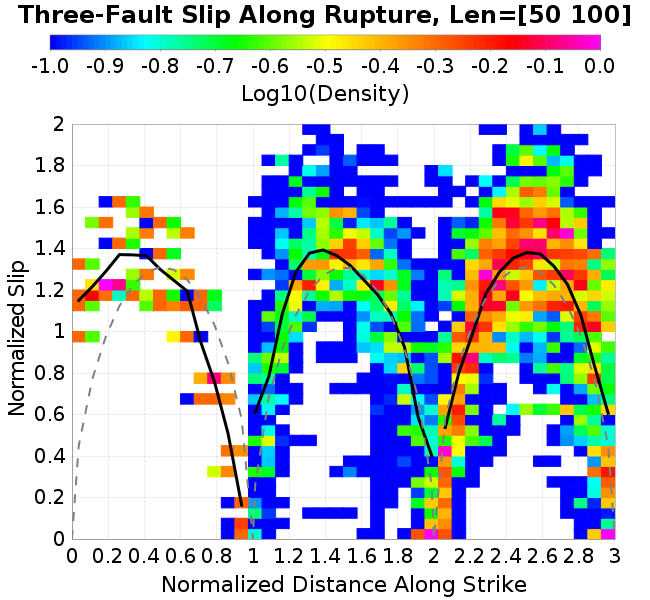 Three-Fault Slip Along Rupture, Len=[50 100]
-1.0 -0.9 -0.8 -0.7 -0.6 -0.5 -0.4 -0.3 -0.2 -0.1 0.0
Log10(Density)
2
1.8
1.6
1.4
1.2
1
0.8
0.6
0.4
0.2
0
Normalized Slip
0 0.2 0.4 0.6 0.8 1 1.2 1.4 1.6 1.8 2 2.2 2.4 2.6 2.8 3
Normalized Distance Along Strike